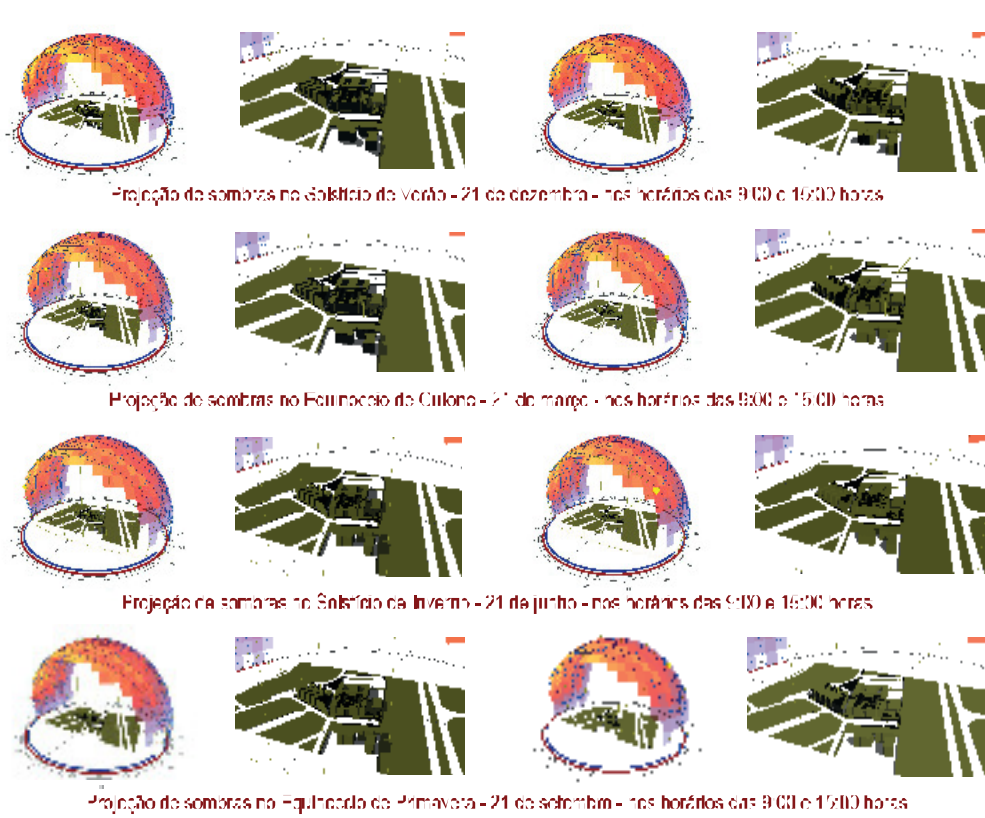 Projeção de sombras no Solstício de Verão - 21 de dezembro - nos horários das 9:00 e 15:00 horas
Projeção de sombras no Equinoccio de Outono - 21 de março - nos horários das 9:00 e 15:00 horas
Projeção de sombras no Solstício de Inverno - 21 de junho - nos horários das 9:00 e 15:00 horas
Projeção de sombras no Equinoccio de Primavera - 21 de setembro - nos horários das 9:00 e 15:00 horas